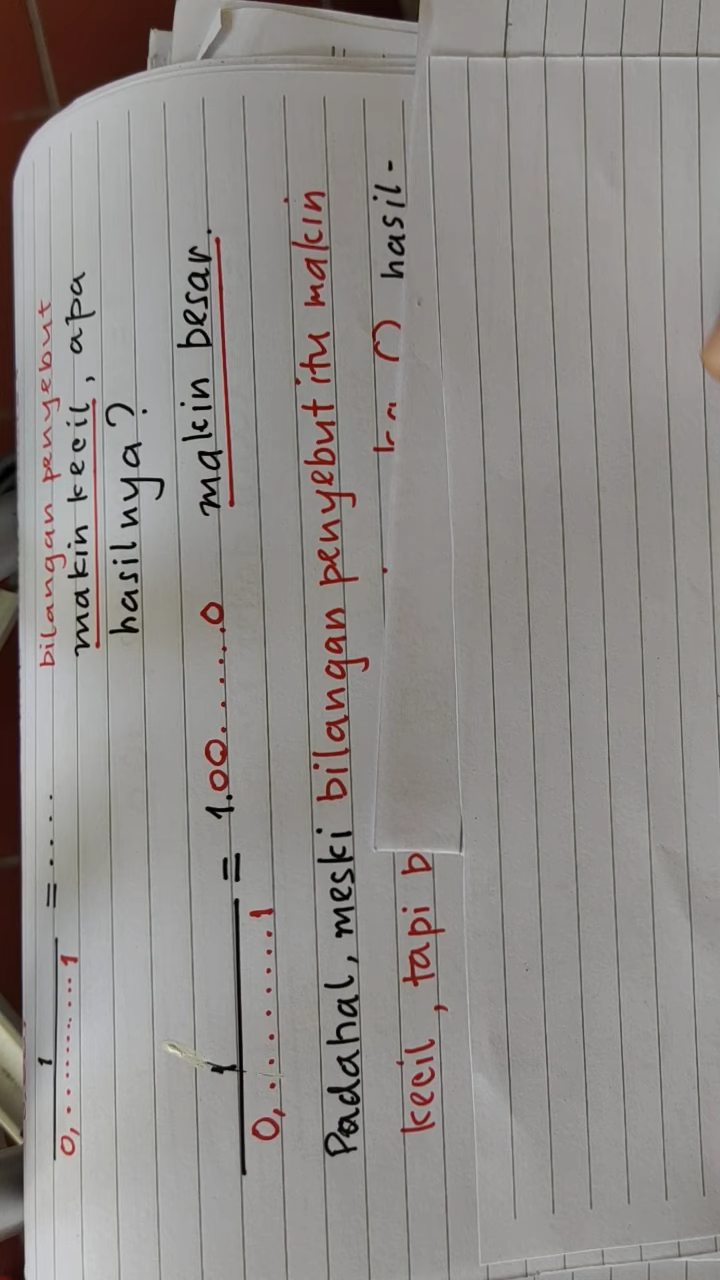 bilangan penyebut
1
= ....
0,..........1
makin kecil, apa
hasilnya?
1
= 1.00.......0 makin besar.
0,.........1
Padahal, meski bilangan penyebut itu makin
kecil, tapi b
hasil-